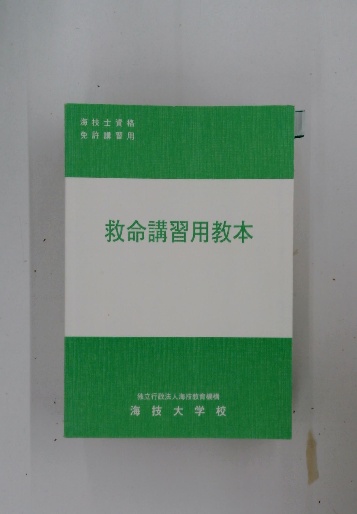 海技士資格
免許講習用
救命講習用教本
独立行政法人海技教育機構
海技大学校